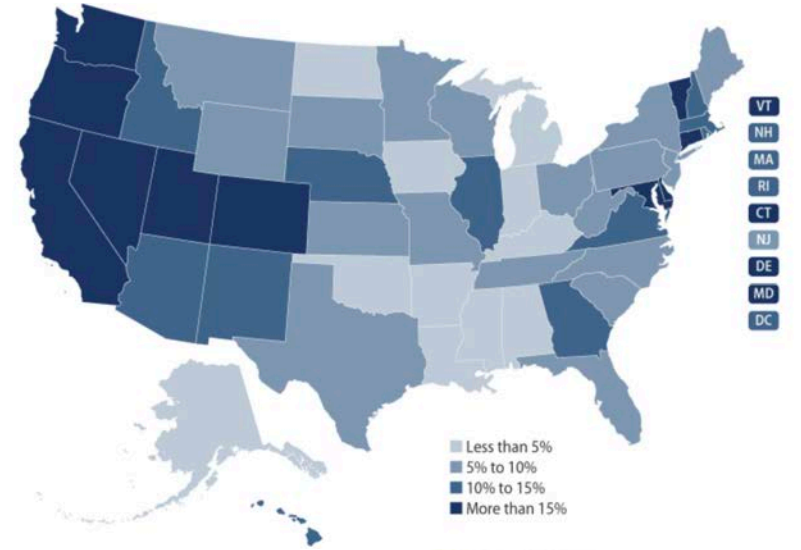 VT
NH
MA
RI
CT
NJ
DE
MD
DC
Less than 5%
5% to 10%
10% to 15%
More than 15%